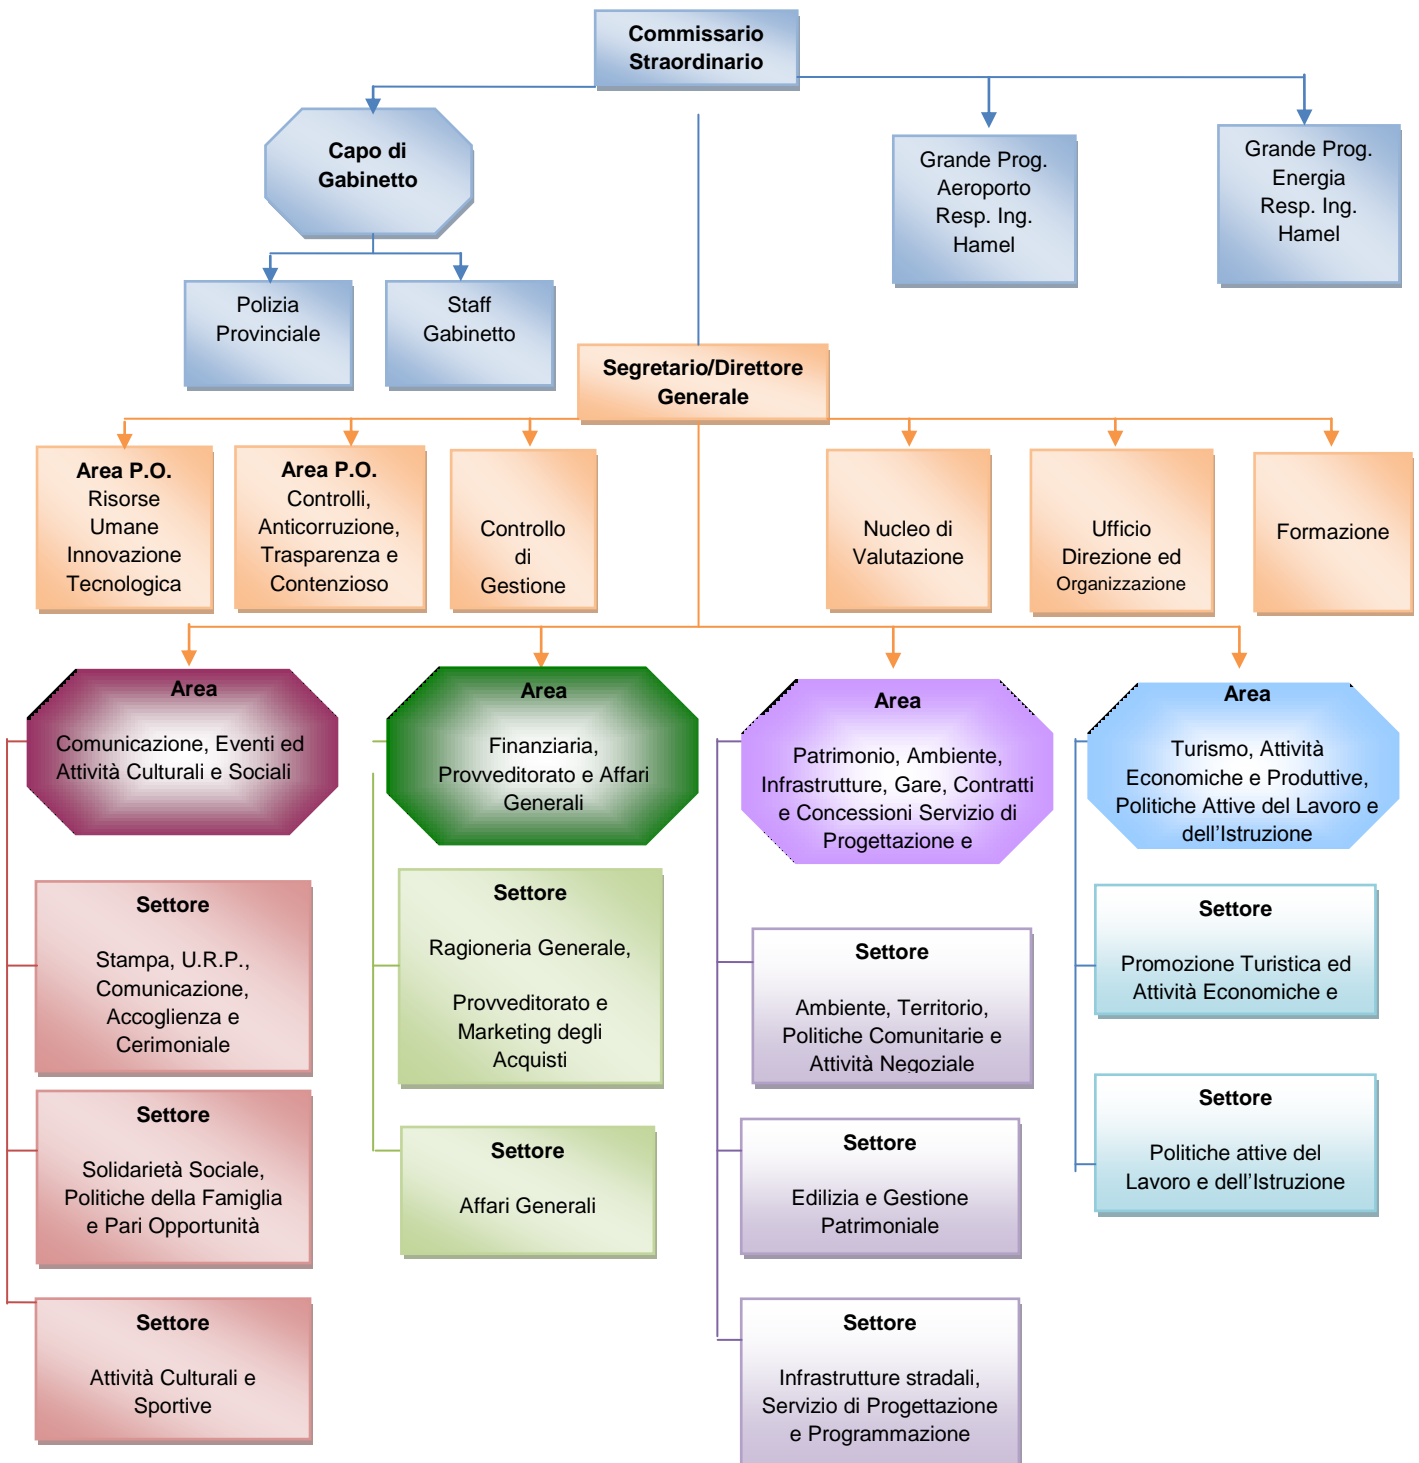 Commissario
Straordinario
Capo di
Gabinetto
Grande Prog.
Aeroporto
Resp. Ing.
Hamel
Grande Prog.
Energia
Resp. Ing.
Hamel
Polizia
Provinciale
Staff
Gabinetto
Segretario/Direttore
Generale
Area P.O.
Risorse
Umane
Innovazione
Tecnologica
Area P.O.
Controlli,
Anticorruzione,
Trasparenza e
Contenzioso
Controllo
di
Gestione
Nucleo di
Valutazione
Ufficio
Direzione ed
Organizzazione
Formazione
Area
Comunicazione, Eventi ed
Attività Culturali e Sociali
Area
Finanziaria,
Provveditorato e Affari
Generali
Area
Patrimonio, Ambiente,
Infrastrutture, Gare, Contratti
e Concessioni Servizio di
Progettazione e
Area
Turismo, Attività
Economiche e Produttive,
Politiche Attive del Lavoro e
dell'Istruzione
Settore
Stampa, U.R.P.,
Comunicazione,
Accoglienza e
Cerimoniale
Settore
Solidarietà Sociale,
Politiche della Famiglia
e Pari Opportunità
Settore
Attività Culturali e
Sportive
Settore
Ragioneria Generale,
Provveditorato e
Marketing degli
Acquisti
Settore
Affari Generali
Settore
Ambiente, Territorio,
Politiche Comunitarie e
Attività Negoziale
Settore
Edilizia e Gestione
Patrimoniale
Settore
Infrastrutture stradali,
Servizio di Progettazione
e Programmazione
Settore
Promozione Turistica ed
Attività Economiche e
Settore
Politiche attive del
Lavoro e dell'Istruzione